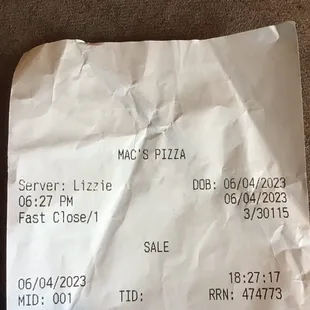 MAC'S PIZZA
Server: Lizzie DOB: 06/04/2023
06:27 PM 06/04/2023
Fast Close/1 3/30115
SALE
06/04/2023 18:27:17
MID: 001 TID: RRN: 474773